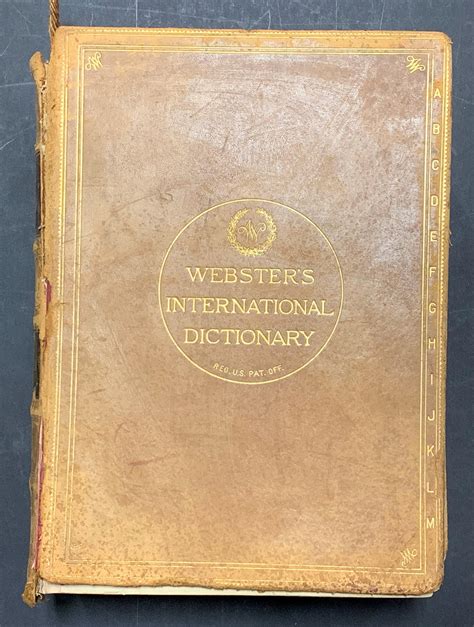 W
W
A
B
C
D
E
F
G
H
I
J
K
L
M
W
WEBSTER'S
INTERNATIONAL
DICTIONARY
REG. U.S. PAT. OFF.
W